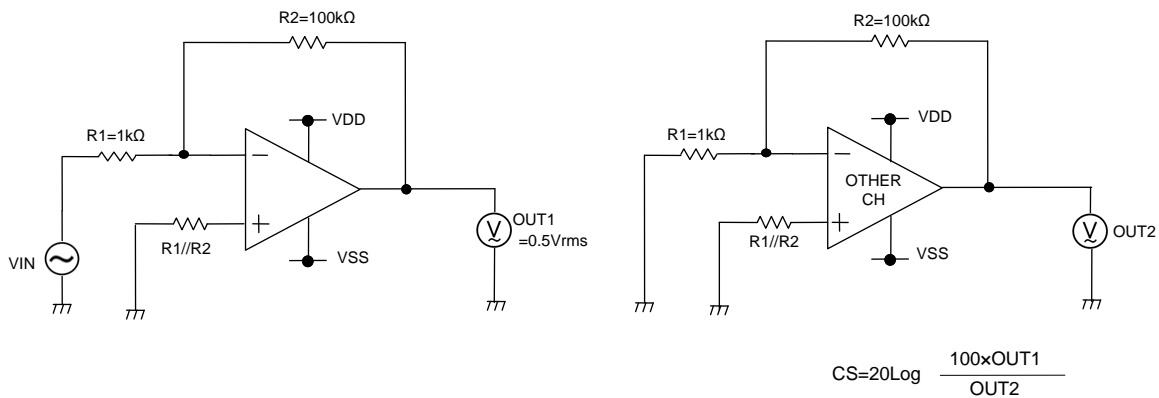 R2=100kΩ
VDD
R1=1kΩ
R1//R2
VSS
VIN
V
OUT1
=0.5Vrms
R2=100kΩ
VDD
R1=1kΩ
OTHER
CH
R1//R2
VSS
V
OUT2
CS=20Log 100×OUT1
OUT2